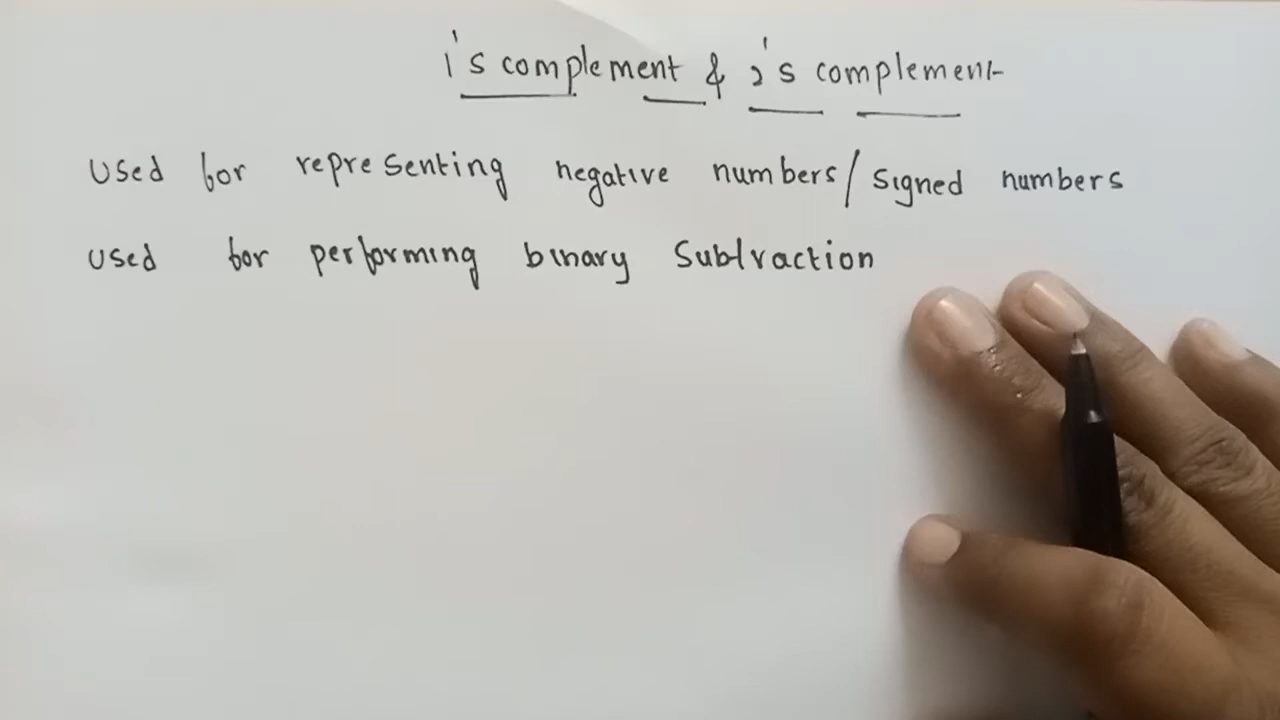 1's complement & 2's complement
used for representing negative numbers/signed numbers
used for performing binary Subtraction